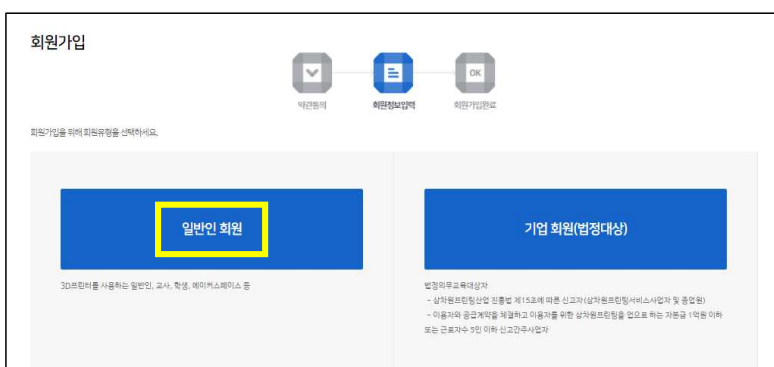 회원가입
OK
약관동의 회원정보입력 회원가입완료
회원가입을 위해 회원유형을 선택하세요.
일반인 회원
기업 회원(법정대상)
3D프린터를 사용하는 일반인, 교사, 학생, 메이커스페이스 등
법정의무교육대상자
- 삼차원프린팅산업 진흥법 제15조에 따른 신고자(삼차원프린팅서비스사업자 및 종업원)
- 이용자와 공급계약을 체결하고 이용자를 위한 삼차원프린팅을 업으로 하는 자본금 1억원 이하
또는 근로자수 5인 이하 신고간주사업자